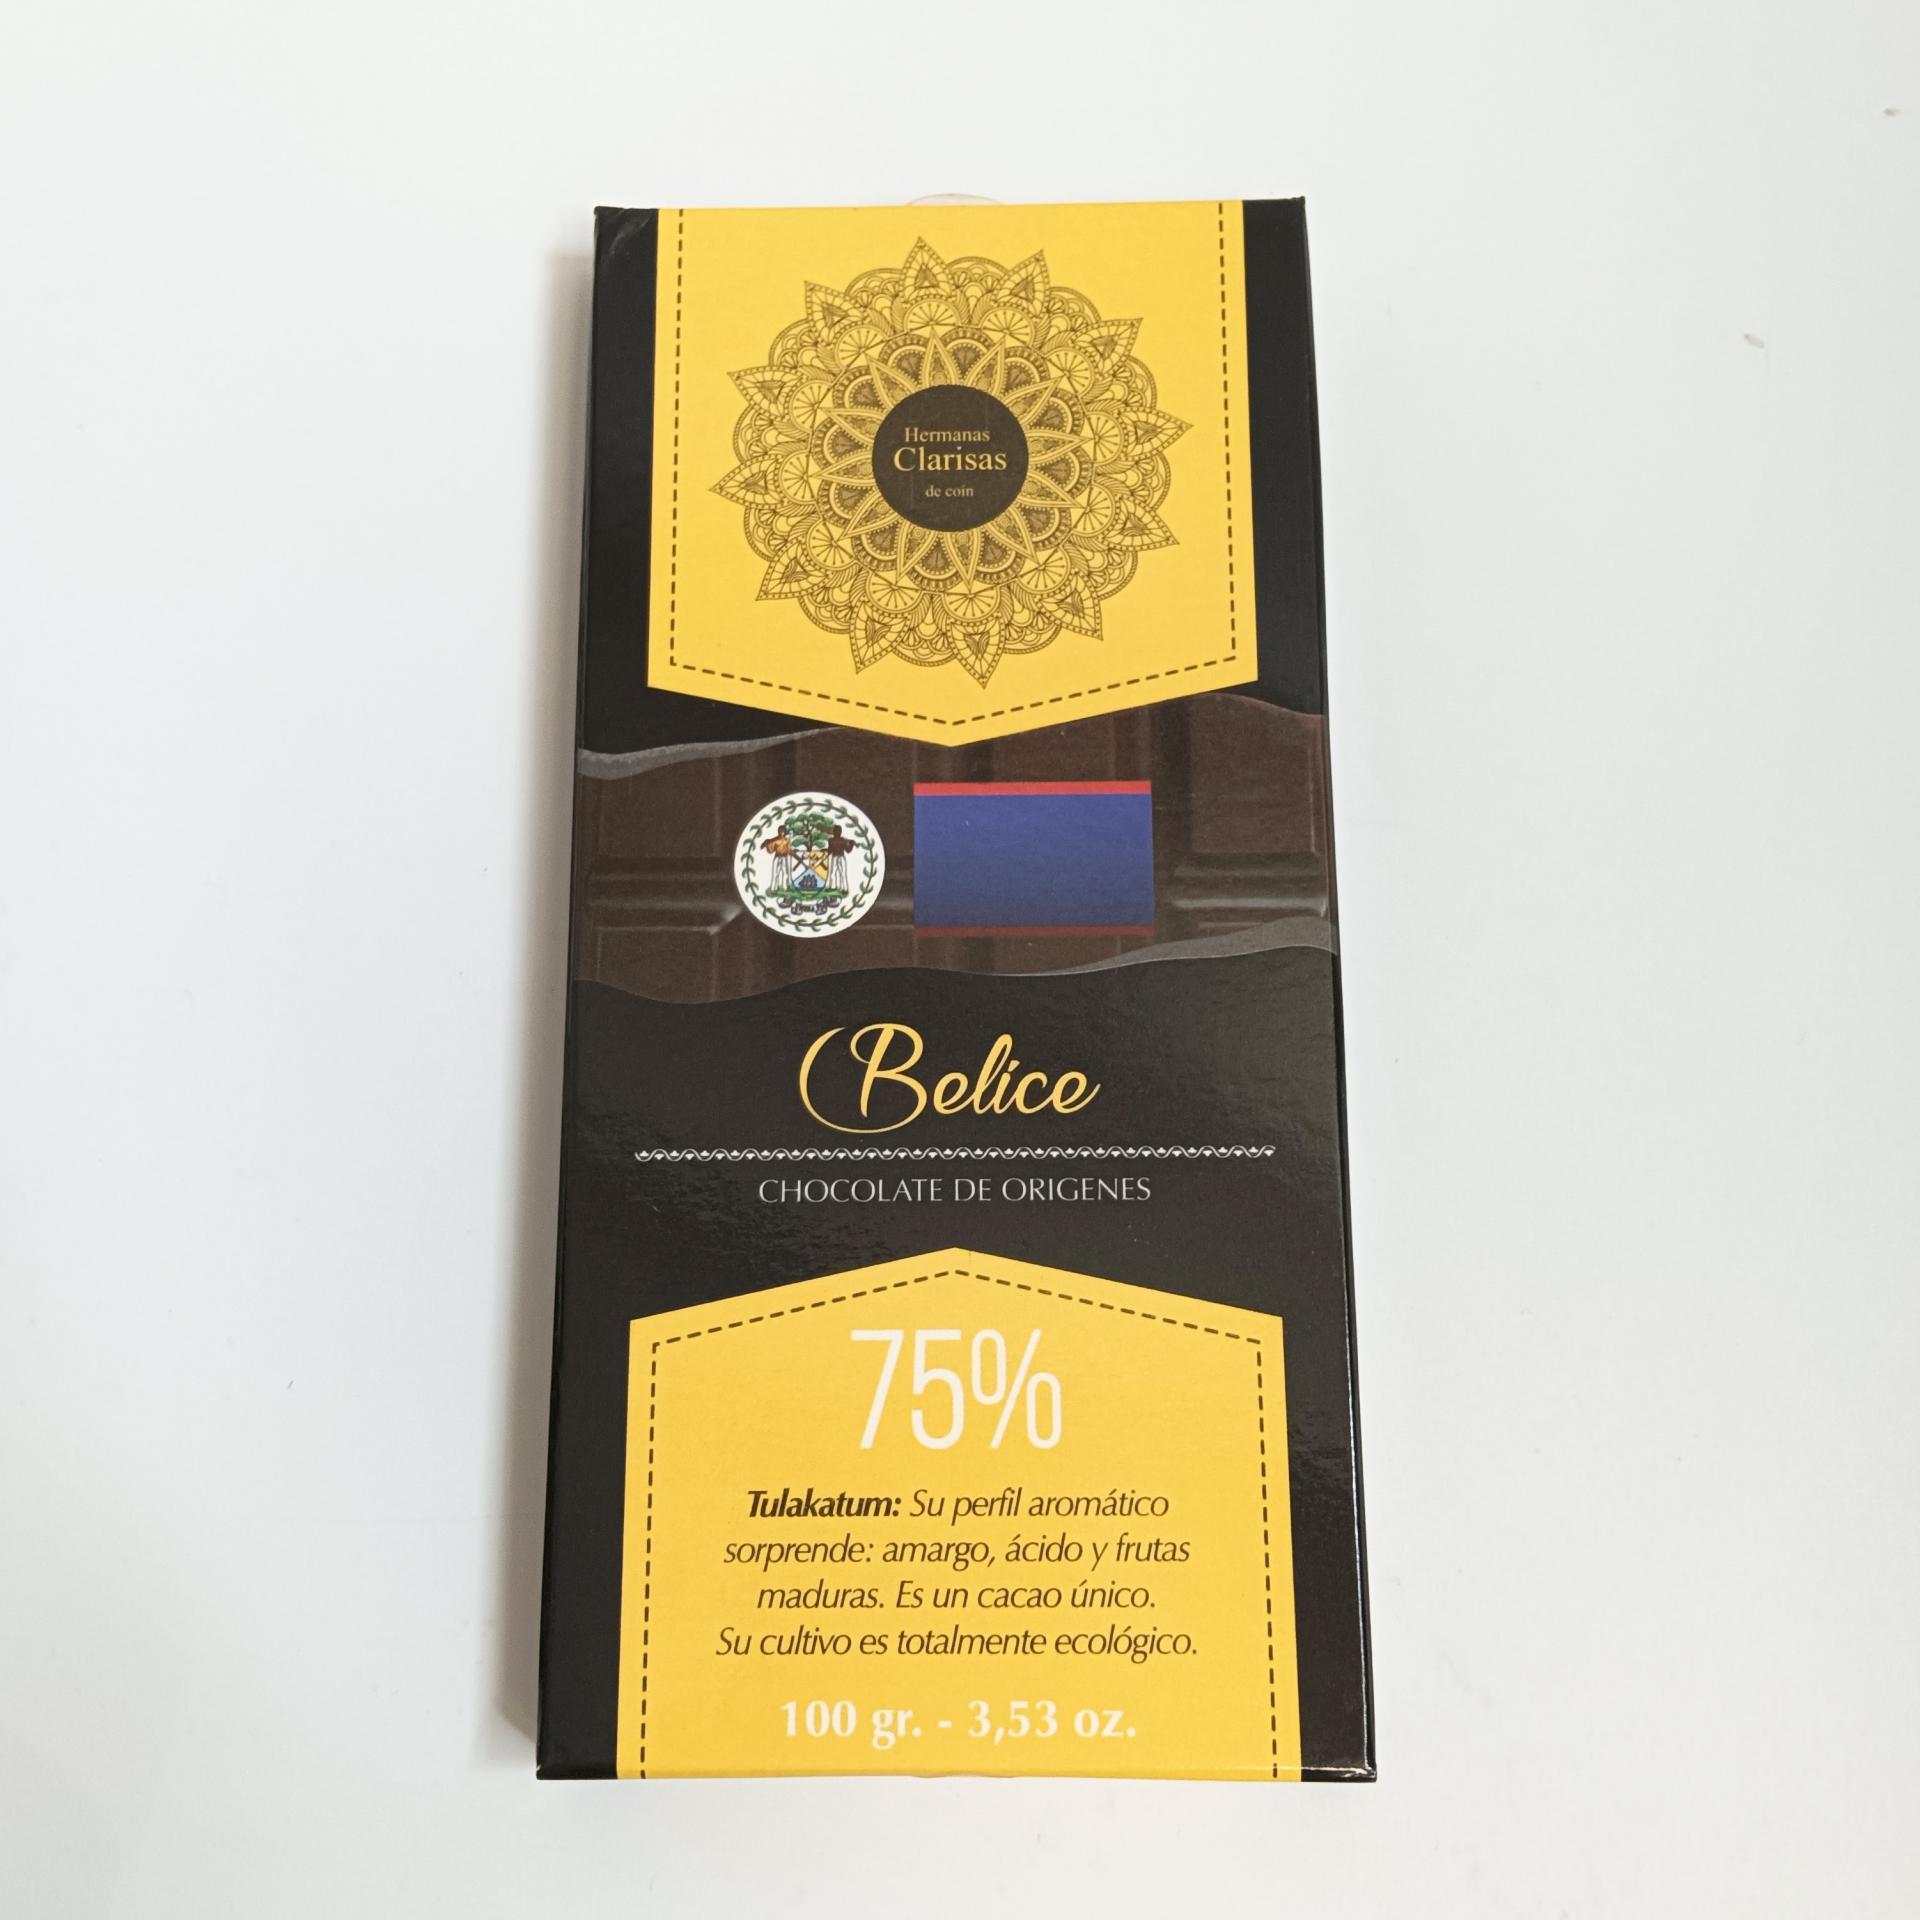 Hermanas
Clarisas
de coín
Belice
CHOCOLATE DE ORIGENES
75%
Tulakatum: Su perfil aromático
sorprende: amargo, ácido y frutas
maduras. Es un cacao único.
Su cultivo es totalmente ecológico.
100 gr. - 3,53 oz.